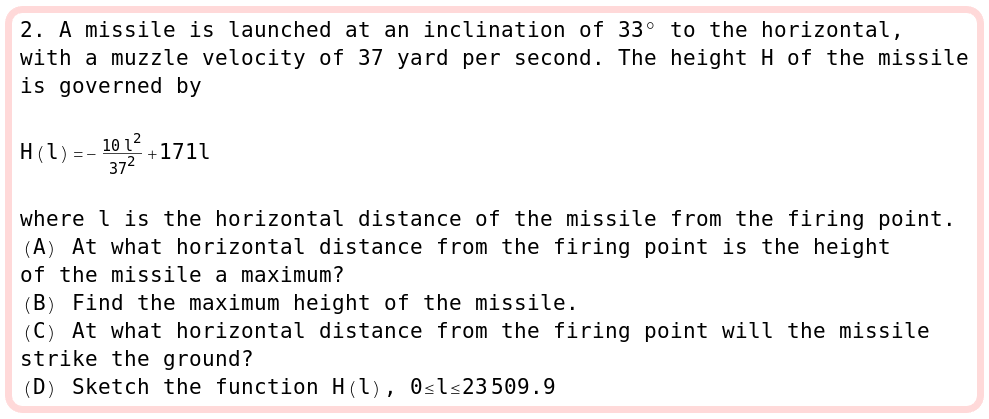 2. A missile is launched at an inclination of 33° to the horizontal,
with a muzzle velocity of 37 yard per second. The height H of the missile
is governed by
H(l)=-\frac{10 l^2}{37^2}+171l
where l is the horizontal distance of the missile from the firing point.
(A) At what horizontal distance from the firing point is the height
of the missile a maximum?
(B) Find the maximum height of the missile.
(C) At what horizontal distance from the firing point will the missile
strike the ground?
(D) Sketch the function H(l), 0≤l≤23509.9